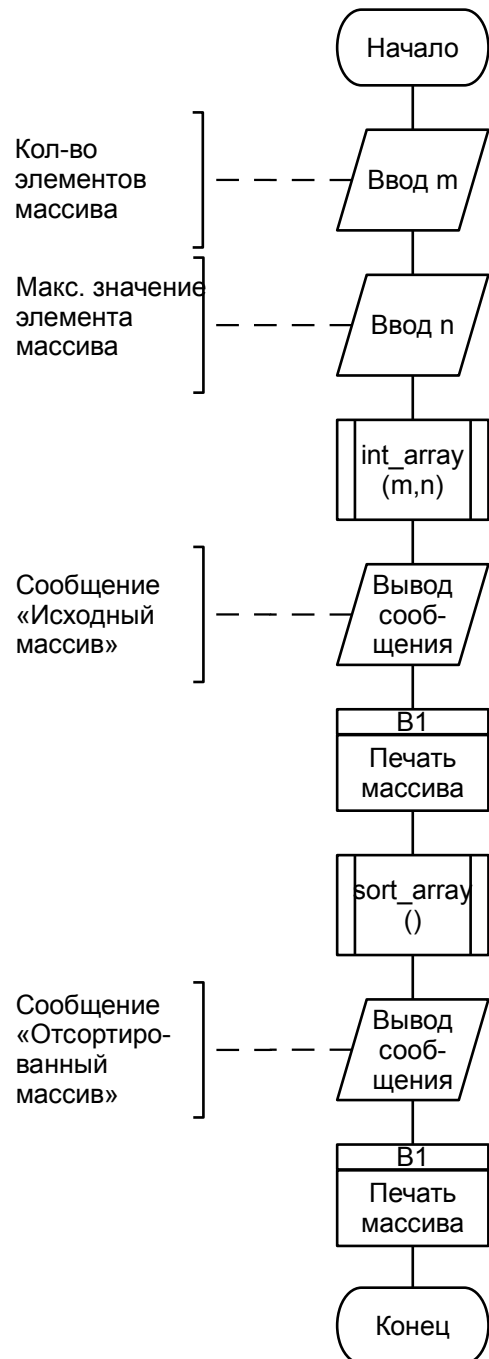 Начало
Кол-во
элементов
массива
Ввод m
Макс. значение
элемента
массива
Ввод n
int_array
(m,n)
Сообщение
«Исходный
массив»
Вывод
сооб-
щения
B1
Печать
массива
sort_array
()
Сообщение
«Отсортиро-
ванный
массив»
Вывод
сооб-
щения
B1
Печать
массива
Конец